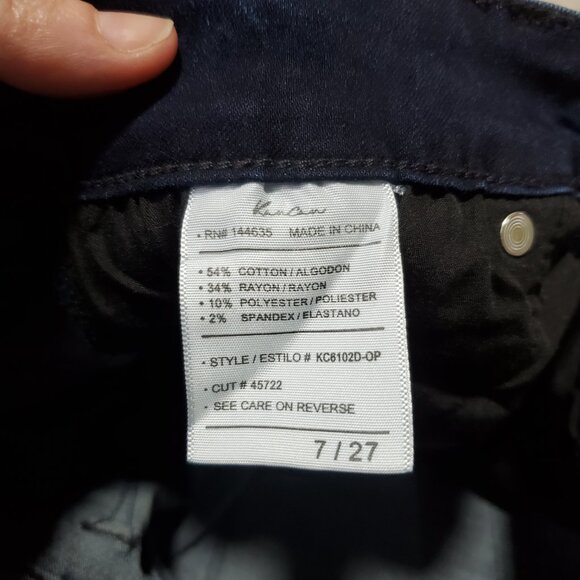 KanCan
• RN# 144635 MADE IN CHINA
• 54% COTTON / ALGODON
• 34% RAYON / RAYON
• 10% POLYESTER / POLIESTER
• 2% SPANDEX / ELASTANO
• STYLE / ESTILO # KC6102D-OP
• CUT # 45722
• SEE CARE ON REVERSE
7 / 27